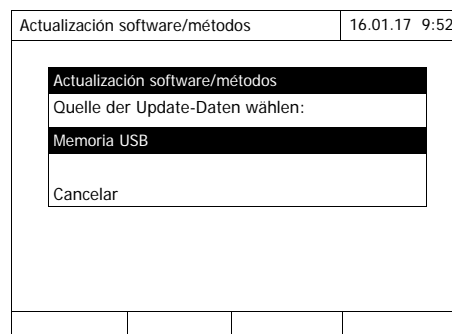 Actualización software/métodos 16.01.17 9:52
Actualización software/métodos
Quelle der Update-Daten wählen:
Memoria USB
Cancelar